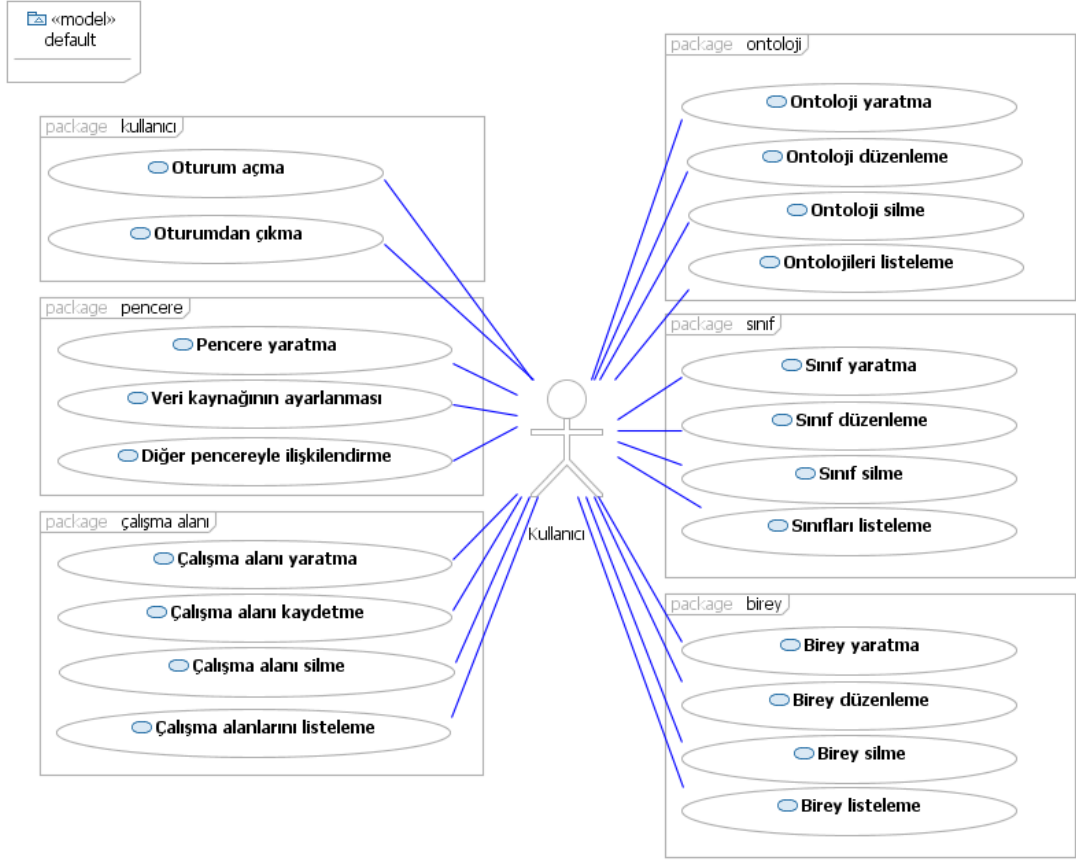 «model»
default
package kullanıcı
Oturum açma
Oturumdan çıkma
package pencere
Pencere yaratma
Veri kaynağının ayarlanması
Diğer pencereyle ilişkilendirme
package çalışma alanı
Çalışma alanı yaratma
Çalışma alanı kaydetme
Çalışma alanı silme
Çalışma alanlarını listeleme
Kullanıcı
package ontoloji
Ontoloji yaratma
Ontoloji düzenleme
Ontoloji silme
Ontolojileri listeleme
package sınıf
Sınıf yaratma
Sınıf düzenleme
Sınıf silme
Sınıfları listeleme
package birey
Birey yaratma
Birey düzenleme
Birey silme
Birey listeleme